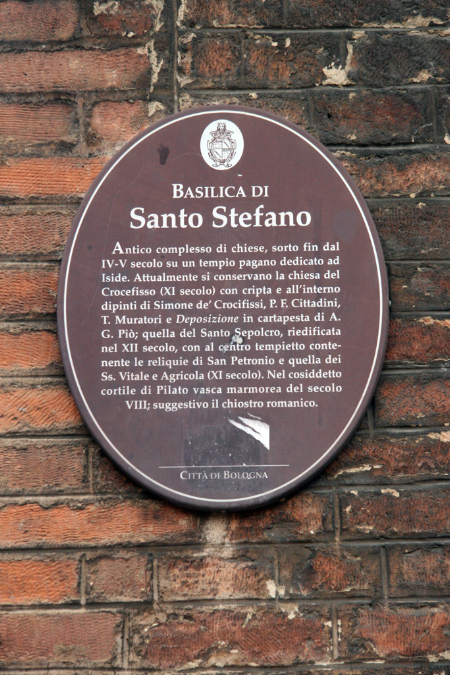 BASILICA DI
Santo Stefano
Antico complesso di chiese, sorto fin dal
IV-V secolo su un tempio pagano dedicato ad
Iside. Attualmente si conservano la chiesa del
Crocefisso (XI secolo) con cripta e all'interno
dipinti di Simone de' Crocifissi, P. F. Cittadini,
T. Muratori e Deposizione in cartapesta di A.
G. Piò; quella del Santo Sepolcro, riedificata
nel XII secolo, con al centro tempietto conte-
nente le reliquie di San Petronio e quella dei
Ss. Vitale e Agricola (XI secolo). Nel cosiddetto
cortile di Pilato vasca marmorea del secolo
VIII; suggestivo il chiostro romanico.
CITTÀ DI BOLOGNA